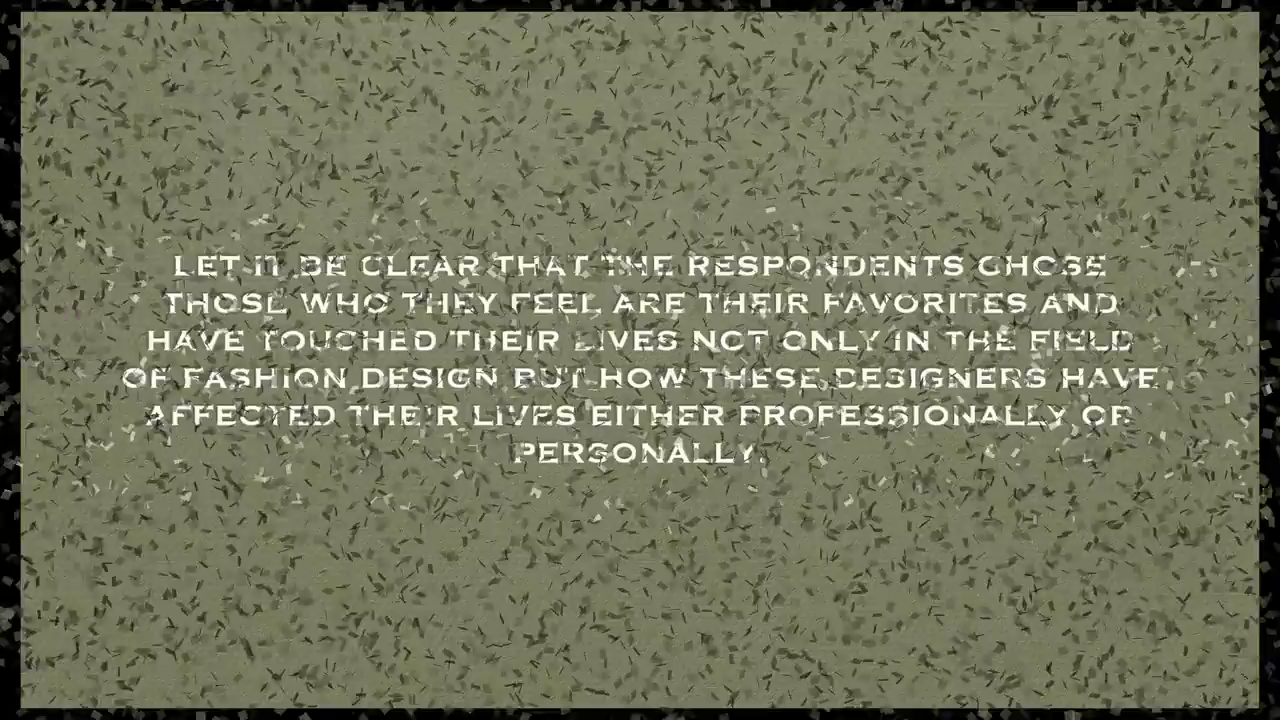 LET IT BE CLEAR THAT THE RESPONDENTS CHOSE
THOSE WHO THEY FEEL ARE THEIR FAVORITES AND
HAVE TOUCHED THEIR LIVES NOT ONLY IN THE FIELD
OF FASHION DESIGN BUT HOW THESE DESIGNERS HAVE
AFFECTED THEIR LIVES EITHER PROFESSIONALLY OR
PERSONALLY.